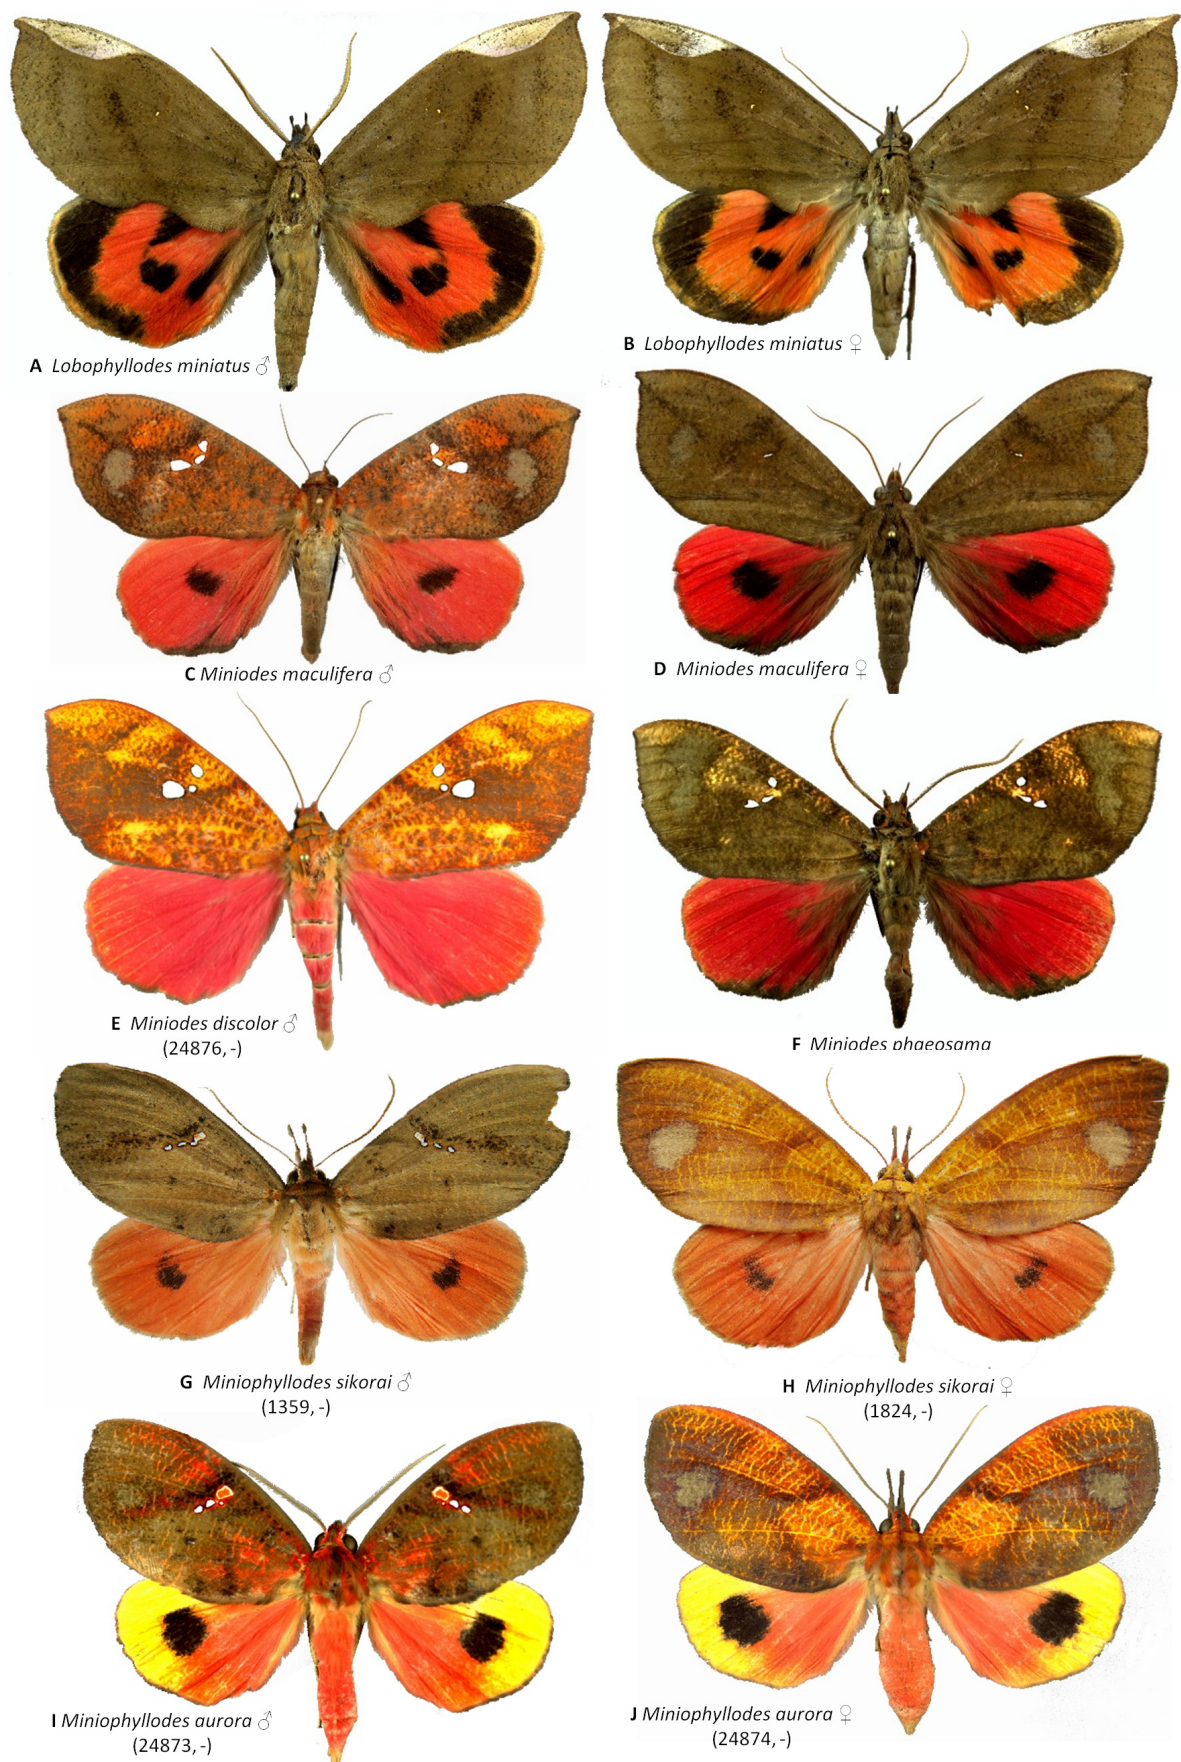 A Lobophyllodes miniatus ♂
B Lobophyllodes miniatus ♀
C Miniodes maculifera ♂
D Miniodes maculifera ♀
E Miniodes discolor ♂
(24876, -)
F Miniodes phaeosama
G Miniophyllodes sikorai ♂
(1359, -)
H Miniophyllodes sikorai ♀
(1824, -)
I Miniophyllodes aurora ♂
(24873, -)
J Miniophyllodes aurora ♀
(24874, -)